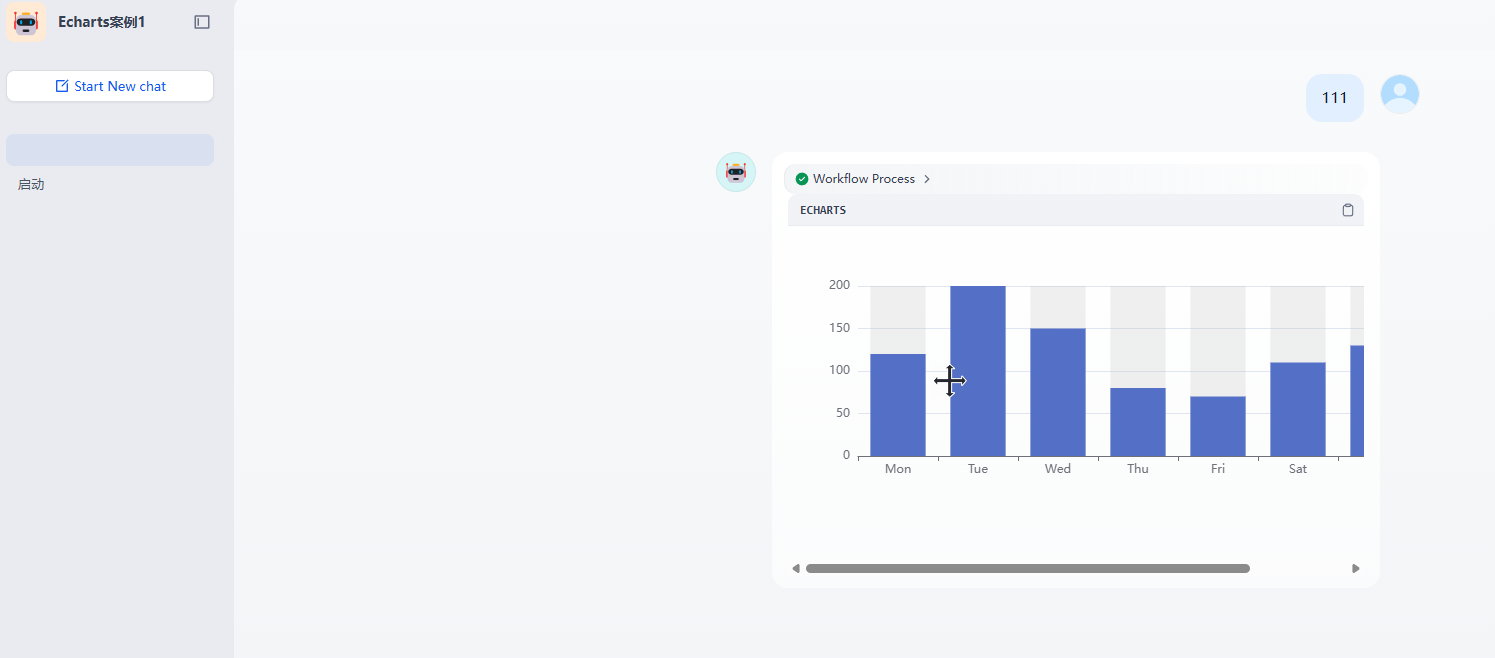 Echarts案例1
Start New chat
启动
111
Workflow Process
ECHARTS
200
150
100
50
0
Mon Tue Wed Thu Fri Sat